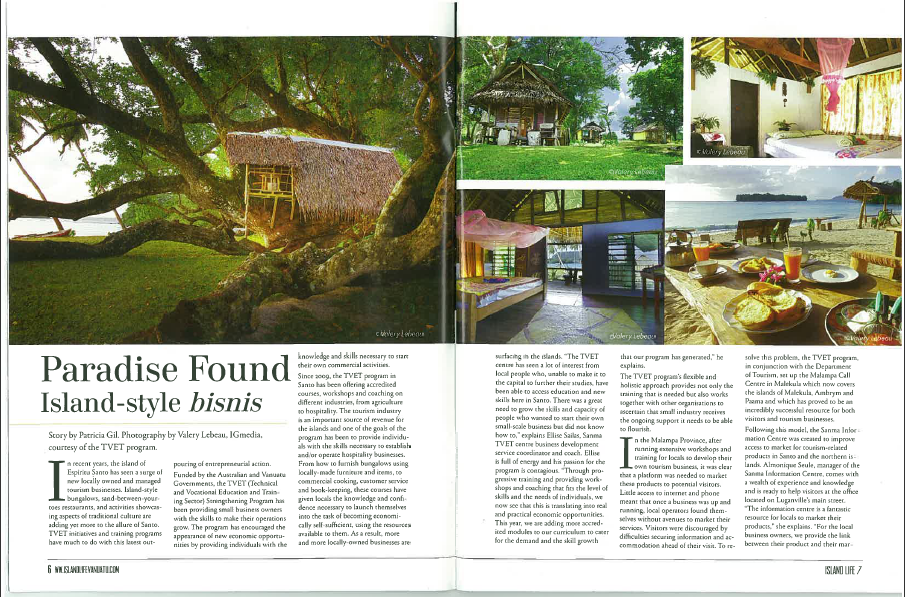 © Valery Lebeau
© Valery Lebeau
© Valery Lebeau
© Valery Lebeau
© Valery Lebeau
Paradise Found
Island-style bisnis
Story by Patricia Gil. Photography by Valery Lebeau, IGmedia,
courtesy of the TVET program.
In recent years, the island of
Espiritu Santo has seen a surge of
new locally owned and managed
tourism businesses. Island-style
bungalows, sand-between-your-
toes restaurants, and activities showcas-
ing aspects of traditional culture are
adding yet more to the allure of Santo.
TVET initiatives and training programs
have much to do with this latest out-
pouring of entrepreneurial action.
Funded by the Australian and Vanuatu
Governments, the TVET (Technical
and Vocational Education and Train-
ing Sector) Strengthening Program has
been providing small business owners
with the skills to make their operations
grow. The program has encouraged the
appearance of new economic opportu-
nities by providing individuals with the
knowledge and skills necessary to start
their own commercial activities.
Since 2009, the TVET program in
Santo has been offering accredited
courses, workshops and coaching on
different industries, from agriculture
to hospitality. The tourism industry
is an important source of revenue for
the islands and one of the goals of the
program has been to provide individu-
als with the skills necessary to establish
and/or operate hospitality businesses.
From how to furnish bungalows using
locally-made furniture and items, to
commercial cooking, customer service
and book-keeping, these courses have
given locals the knowledge and confi-
dence necessary to launch themselves
into the task of becoming economi-
cally self-sufficient, using the resources
available to them. As a result, more
and more locally-owned businesses are
surfacing in the islands. "The TVET
centre has seen a lot of interest from
local people who, unable to make it to
the capital to further their studies, have
been able to access education and new
skills here in Santo. There was a great
need to grow the skills and capacity of
people who wanted to start their own
small-scale business but did not know
how to," explains Ellise Sailas, Sanma
TVET centre business development
service coordinator and coach. Ellise
is full of energy and his passion for the
program is contagious. "Through pro-
gressive training and providing work-
shops and coaching that fits the level of
skills and the needs of individuals, we
now see that this is translating into real
and practical economic opportunities.
This year, we are adding more accred-
ited modules to our curriculum to cater
for the demand and the skill growth
that our program has generated," he
explains.
The TVET program's flexible and
holistic approach provides not only the
training that is needed but also works
together with other organisations to
ascertain that small industry receives
the ongoing support it needs to be able
to flourish.
In the Malampa Province, after
running extensive workshops and
training for locals to develop their
own tourism business, it was clear
that a platform was needed to market
these products to potential visitors.
Little access to internet and phone
meant that once a business was up and
running, local operators found them-
selves without avenues to market their
services. Visitors were discouraged by
difficulties securing information and ac-
commodation ahead of their visit. To re-
solve this problem, the TVET program,
in conjunction with the Department
of Tourism, set up the Malampa Call
Centre in Malekula which now covers
the islands of Malekula, Ambrym and
Paama and which has proved to be an
incredibly successful resource for both
visitors and tourism businesses.
Following this model, the Sanma Infor-
mation Centre was created to improve
access to market for tourism-related
products in Santo and the northern is-
lands. Almonique Seule, manager of the
Sanma Information Centre, comes with
a wealth of experience and knowledge
and is ready to help visitors at the office
located on Luganville's main street.
"The information centre is a fantastic
resource for locals to market their
products," she explains. "For the local
business owners, we provide the link
between their product and their mar-
6 WW.ISLANDLIFEVANUATU.COM
ISLAND LIFE 7